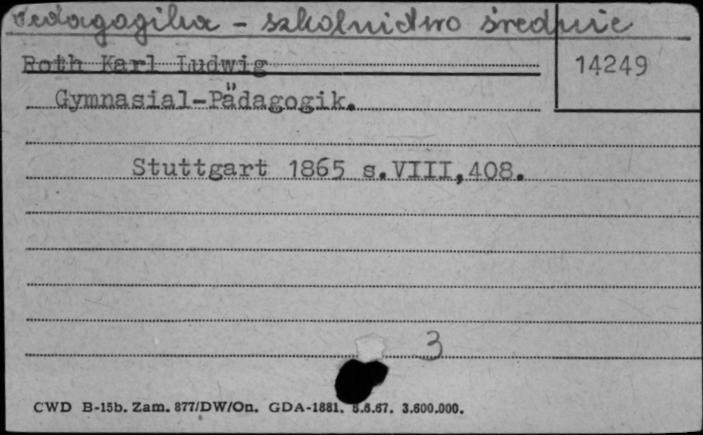 Pedagogika - szkolnictwo średnie
Roth Karl Ludwig
14249
Gymnasial-Pädagogik.
Stuttgart 1865 s.VIII,408.
3
CWD B-15b. Zam. 877/DW/On. GDA-1881. 8.6.67. 3.600.000.